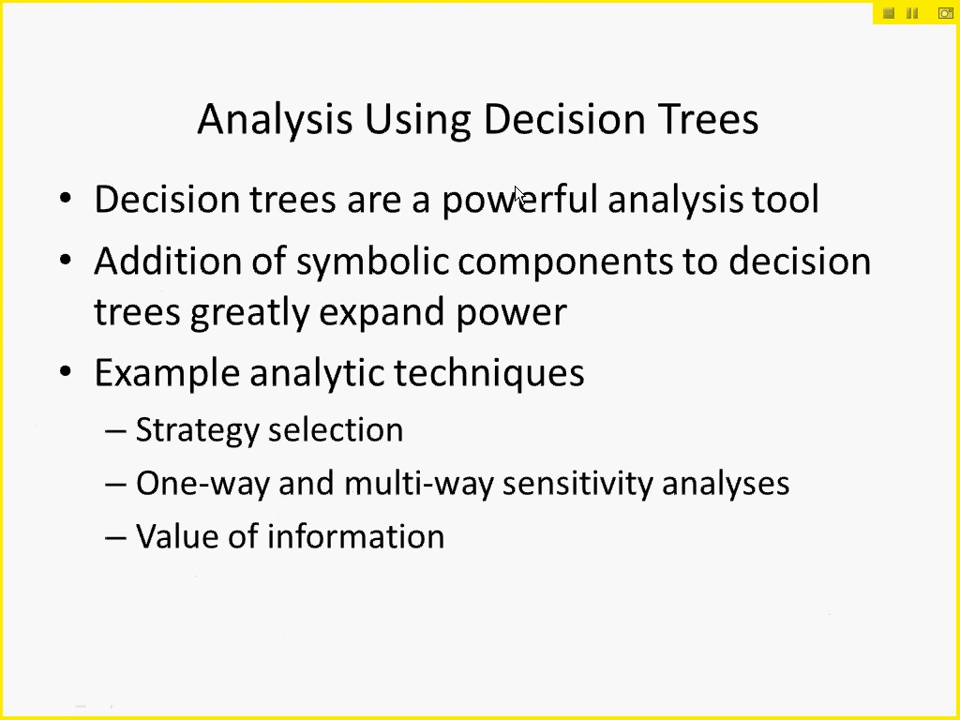 Analysis Using Decision Trees
• Decision trees are a powerful analysis tool
• Addition of symbolic components to decision
trees greatly expand power
• Example analytic techniques
– Strategy selection
– One-way and multi-way sensitivity analyses
– Value of information